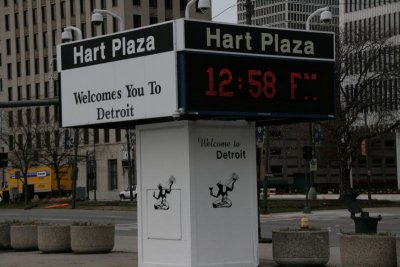 Hart Plaza
Welcomes You To
Detroit
Hart Plaza
12:58 PM
Welcome to
Detroit